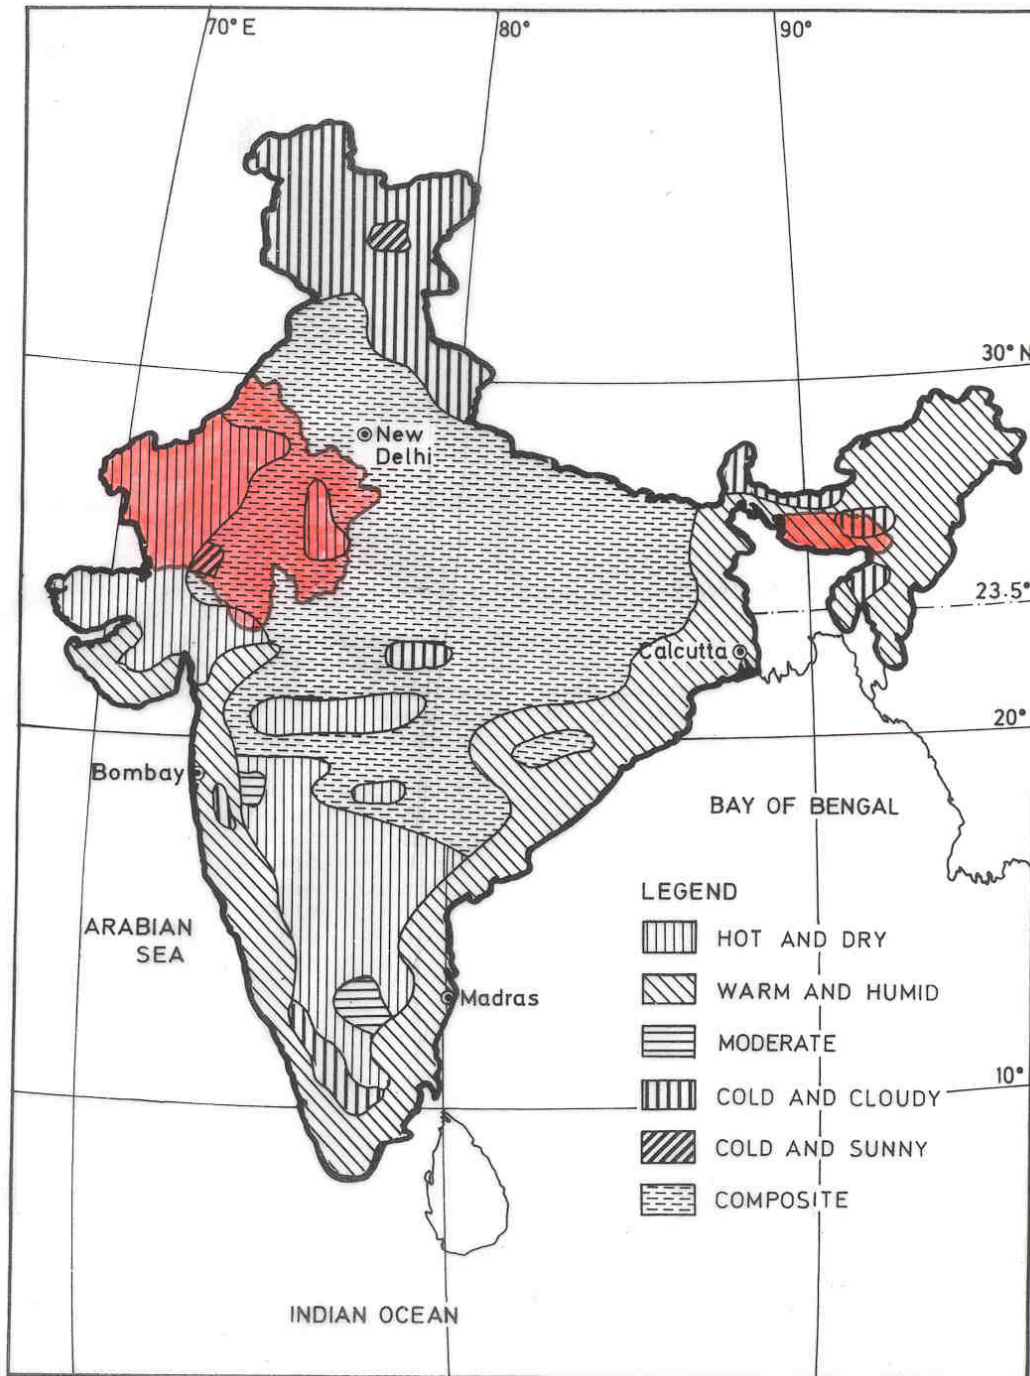 70° E
80°
90°
30° N
New
Delhi
23.5°
Calcutta
20°
Bombay
BAY OF BENGAL
LEGEND
ARABIAN
SEA
HOT AND DRY
WARM AND HUMID
Madras
MODERATE
10°
COLD AND CLOUDY
COLD AND SUNNY
COMPOSITE
INDIAN OCEAN